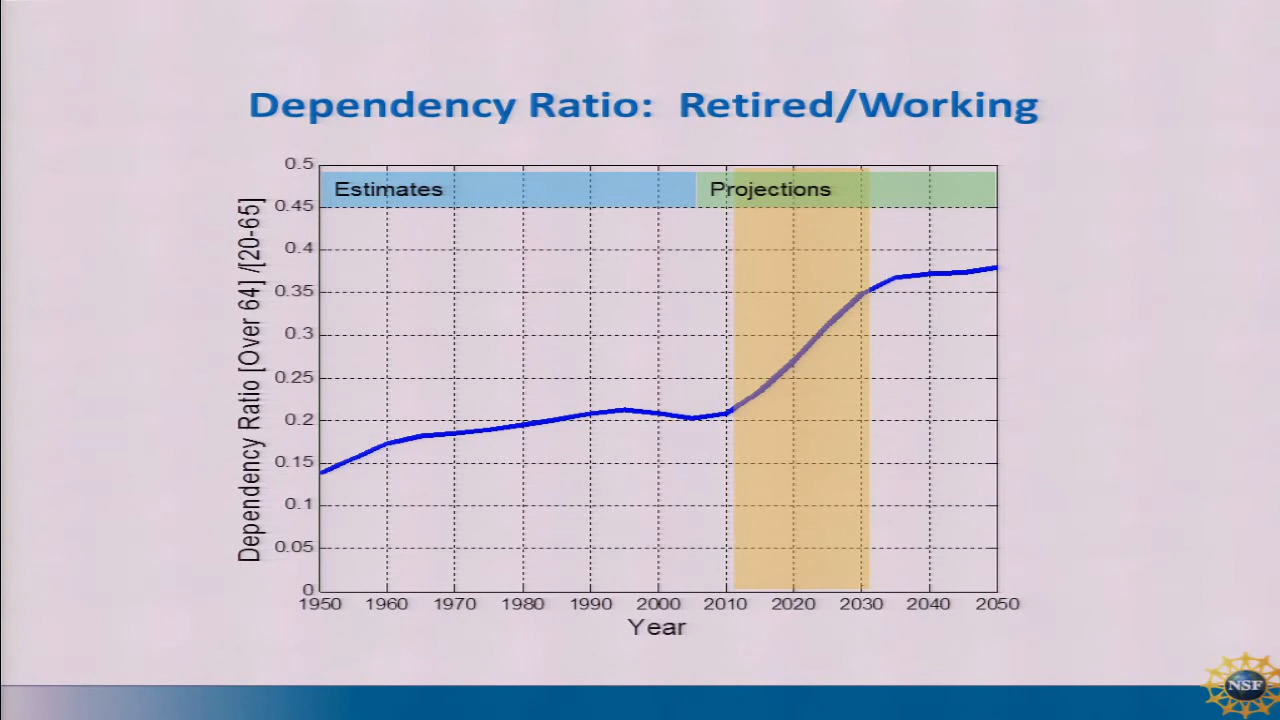 Dependency Ratio: Retired/Working
0.5
Estimates
Projections
0.45
0.4
0.35
0.3
0.25
0.2
0.15
0.1
0.05
0
Dependency Ratio [Over 64] /[20-65]
1950 1960 1970 1980 1990 2000 2010 2020 2030 2040 2050
Year
NSF